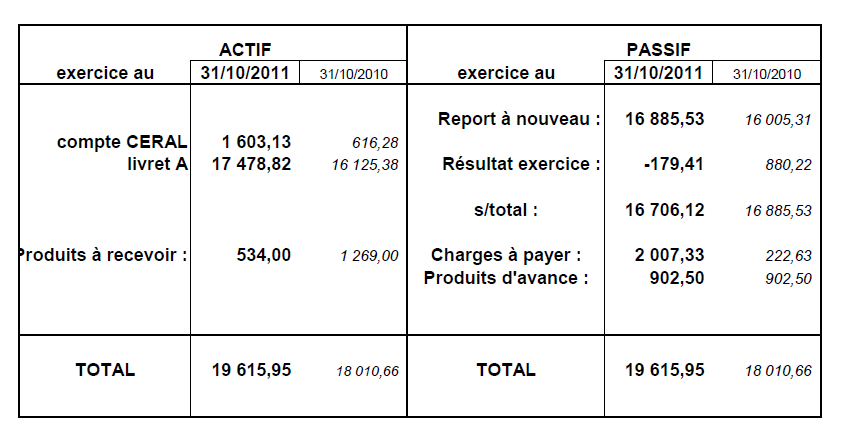 ACTIF PASSIF
exercice au 31/10/2011 31/10/2010 exercice au 31/10/2011 31/10/2010
Report à nouveau : 16 885,53 16 005,31
compte CERAL 1 603,13 616,28
livret A 17 478,82 16 125,38 Résultat exercice : -179,41 880,22
s/total : 16 706,12 16 885,53
Produits à recevoir : 534,00 1 269,00 Charges à payer : 2 007,33 222,63
Produits d'avance : 902,50 902,50
TOTAL 19 615,95 18 010,66 TOTAL 19 615,95 18 010,66